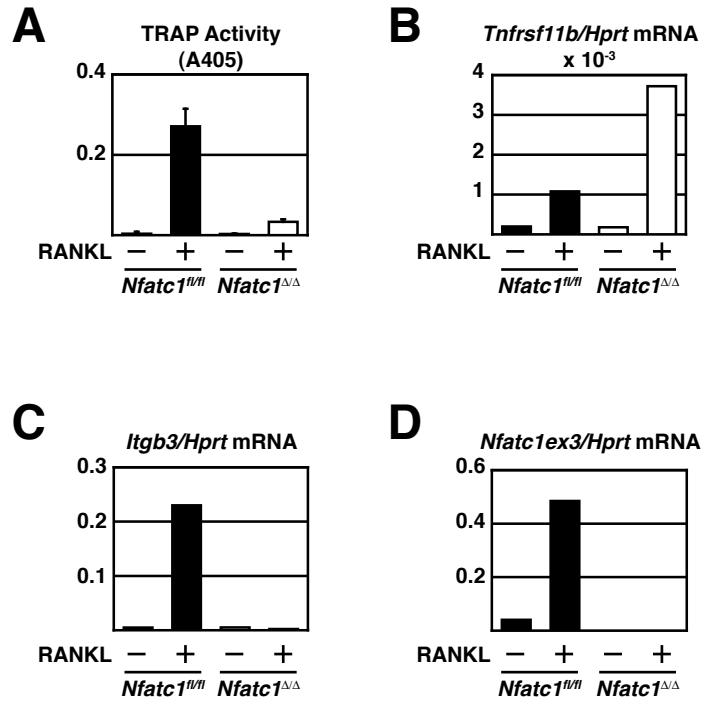 A
TRAP Activity
(A405)
0.4
0.2
RANKL − + − +
Nfatc1fl/fl Nfatc1Δ/Δ
B
Tnfrsf11b/Hprt mRNA
x 10-3
4
3
2
1
RANKL − + − +
Nfatc1fl/fl Nfatc1Δ/Δ
C
Itgb3/Hprt mRNA
0.3
0.2
0.1
RANKL − + − +
Nfatc1fl/fl Nfatc1Δ/Δ
D
Nfatc1ex3/Hprt mRNA
0.6
0.4
0.2
RANKL − + − +
Nfatc1fl/fl Nfatc1Δ/Δ